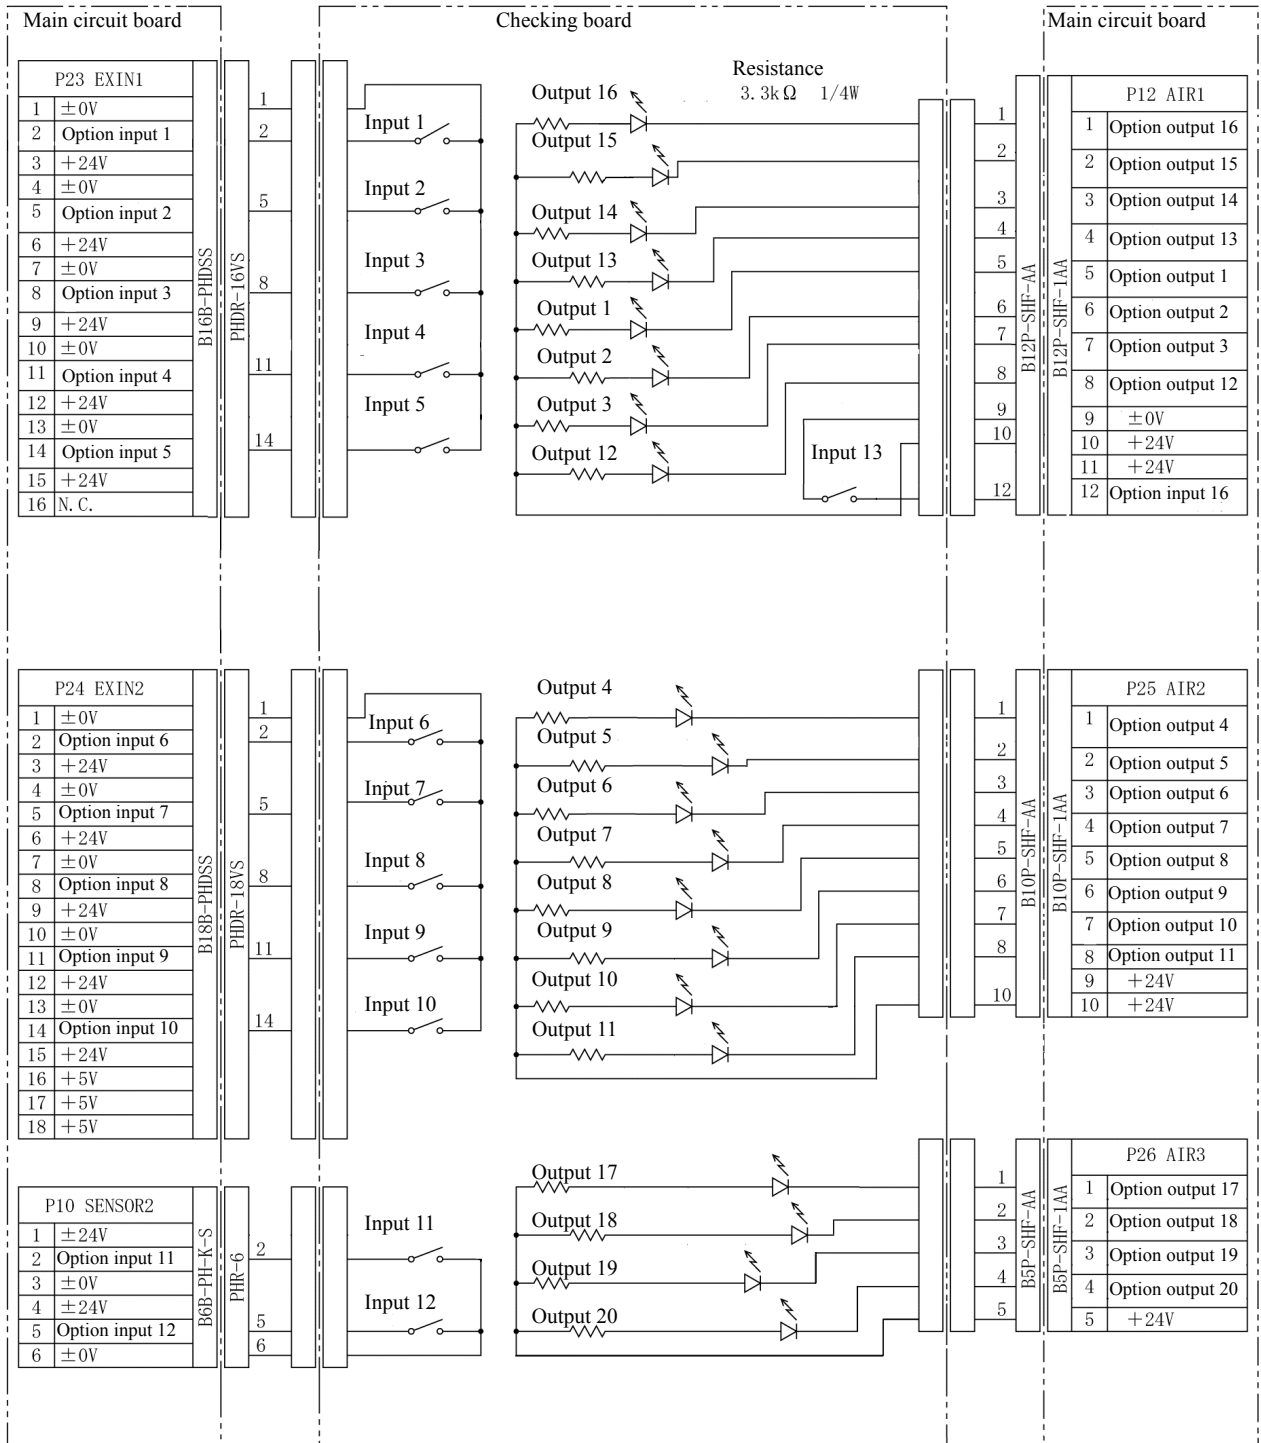 Main circuit board
Checking board
Main circuit board
P23 EXIN1
1 ±0V
2 Option input 1
3 +24V
4 ±0V
5 Option input 2
6 +24V
7 ±0V
8 Option input 3
9 +24V
10 ±0V
11 Option input 4
12 +24V
13 ±0V
14 Option input 5
15 +24V
16 N.C.
B16B-PHDSS
PHDR-16VS
1
2
5
8
11
14
Input 1
Input 2
Input 3
Input 4
Input 5
Resistance
3.3kΩ 1/4W
Output 16
Output 15
Output 14
Output 13
Output 1
Output 2
Output 3
Output 12
Input 13
1
2
3
4
5
6
7
8
9
10
12
B12P-SHF-AA
B12P-SHF-1AA
P12 AIR1
1 Option output 16
2 Option output 15
3 Option output 14
4 Option output 13
5 Option output 1
6 Option output 2
7 Option output 3
8 Option output 12
9 ±0V
10 +24V
11 +24V
12 Option input 16
P24 EXIN2
1 ±0V
2 Option input 6
3 +24V
4 ±0V
5 Option input 7
6 +24V
7 ±0V
8 Option input 8
9 +24V
10 ±0V
11 Option input 9
12 +24V
13 ±0V
14 Option input 10
15 +24V
16 +5V
17 +5V
18 +5V
B18B-PHDSS
PHDR-18VS
1
2
5
8
11
14
Input 6
Input 7
Input 8
Input 9
Input 10
Output 4
Output 5
Output 6
Output 7
Output 8
Output 9
Output 10
Output 11
1
2
3
4
5
6
7
8
10
B10P-SHF-AA
B10P-SHF-1AA
P25 AIR2
1 Option output 4
2 Option output 5
3 Option output 6
4 Option output 7
5 Option output 8
6 Option output 9
7 Option output 10
8 Option output 11
9 +24V
10 +24V
P10 SENSOR2
1 ±24V
2 Option input 11
3 ±0V
4 ±24V
5 Option input 12
6 ±0V
B6B-PH-K-S
PHR-6
2
5
6
Input 11
Input 12
Output 17
Output 18
Output 19
Output 20
1
2
3
4
5
B5P-SHF-AA
B5P-SHF-1AA
P26 AIR3
1 Option output 17
2 Option output 18
3 Option output 19
4 Option output 20
5 +24V